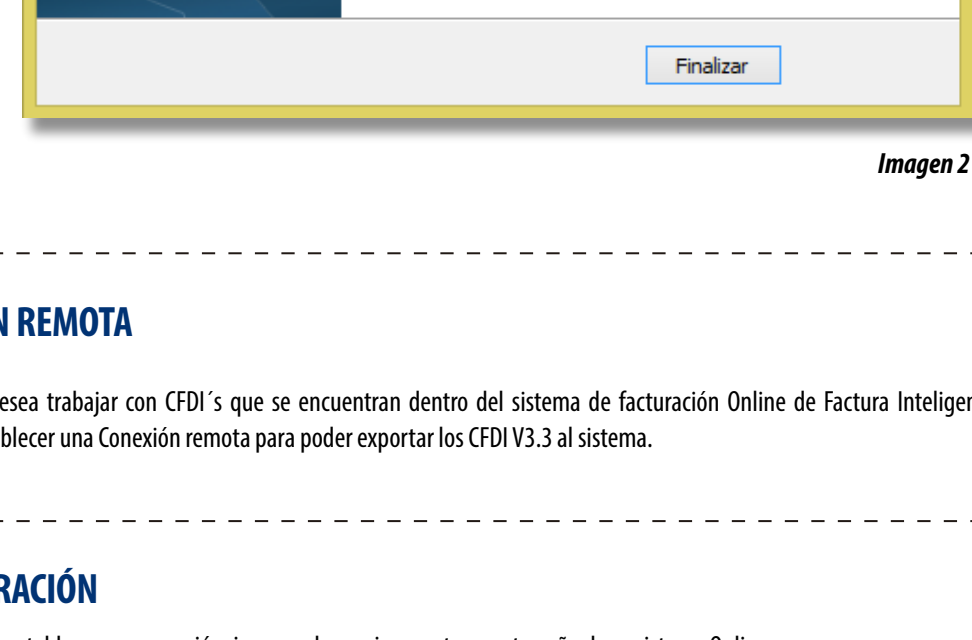 Finalizar
Imagen 2
N REMOTA
esea trabajar con CFDI´s que se encuentran dentro del sistema de facturación Online de Factura Inteligen
blecer una Conexión remota para poder exportar los CFDI V3.3 al sistema.
RACIÓN